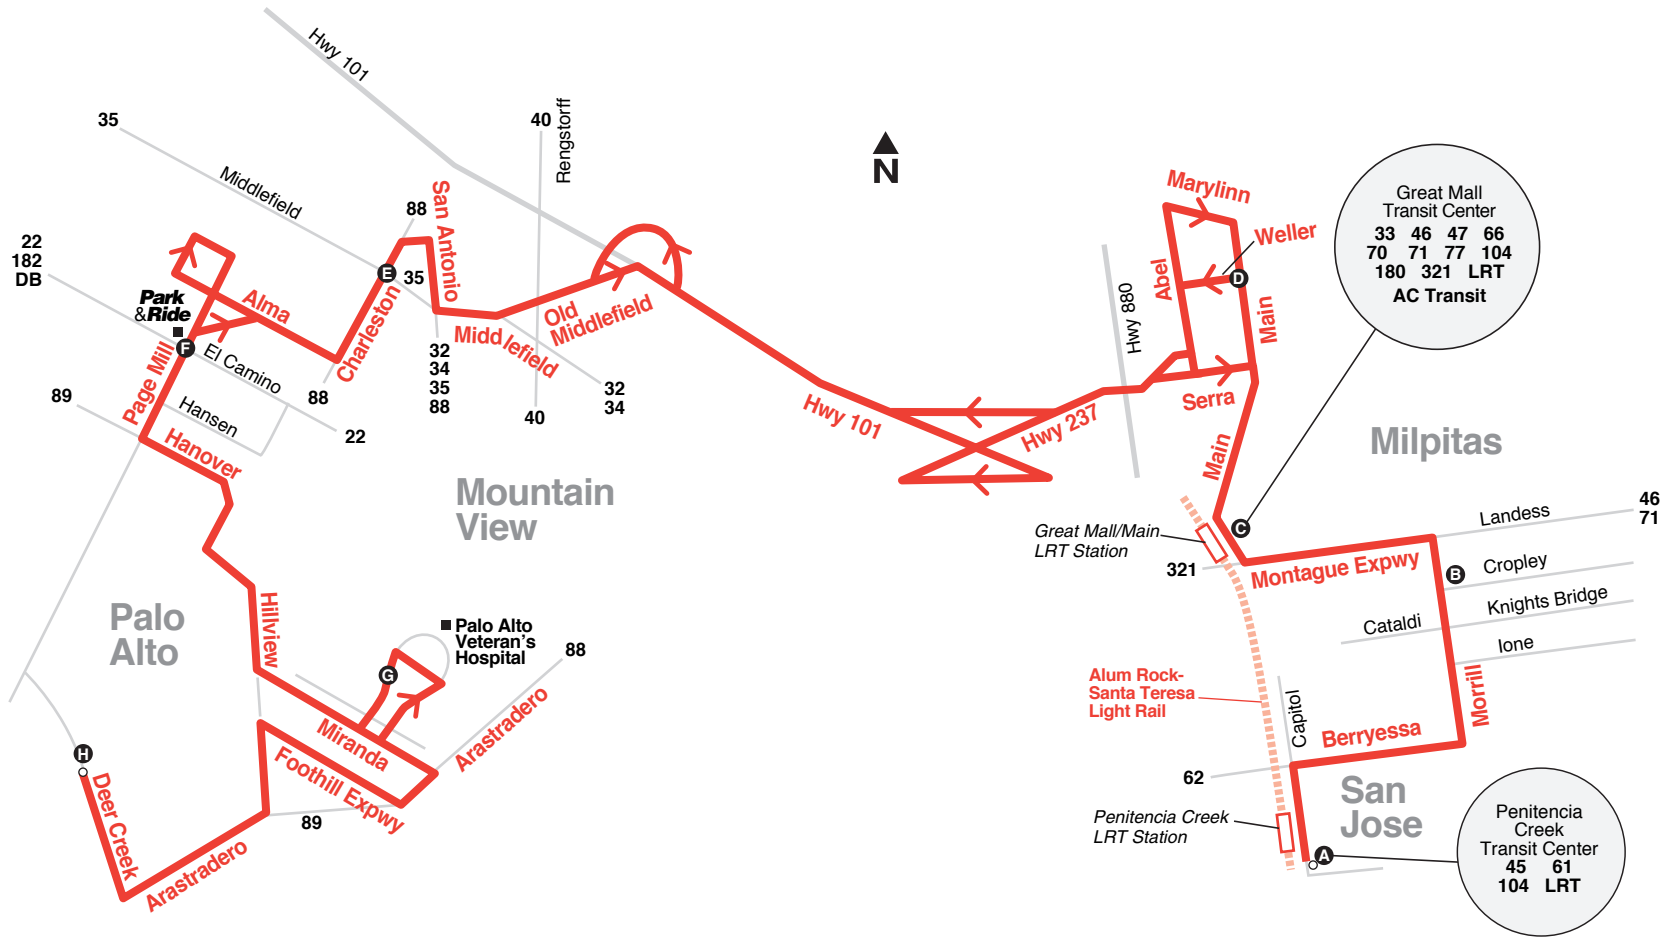 Hwy 101
35
Middlefield
40
Rengstorff
88
San Antonio
22
182
DB
Park
&Ride
F
Alma
E
35
Charleston
Middlefield
Old
Middlefield
32
34
35
88
32
34
40
88
22
El Camino
Hansen
Page Mill
89
Hanover
Mountain
View
Palo
Alto
Hillview
Palo Alto
Veteran's
Hospital
G
88
Miranda
Arastradero
Foothill Expwy
89
H
Deer Creek
Arastradero
N
Hwy 101
Hwy 237
Hwy 880
Marylinn
Weller
Abel
D
Main
Serra
Main
Great Mall
Transit Center
33 46 47 66
70 71 77 104
180 321 LRT
AC Transit
Milpitas
Great Mall/Main
LRT Station
C
321
Montague Expwy
Landess
46
71
B
Cropley
Knights Bridge
Cataldi
Ione
Morrill
Alum Rock-
Santa Teresa
Light Rail
Capitol
Berryessa
62
San
Jose
Penitencia Creek
LRT Station
A
Penitencia
Creek
Transit Center
45 61
104 LRT